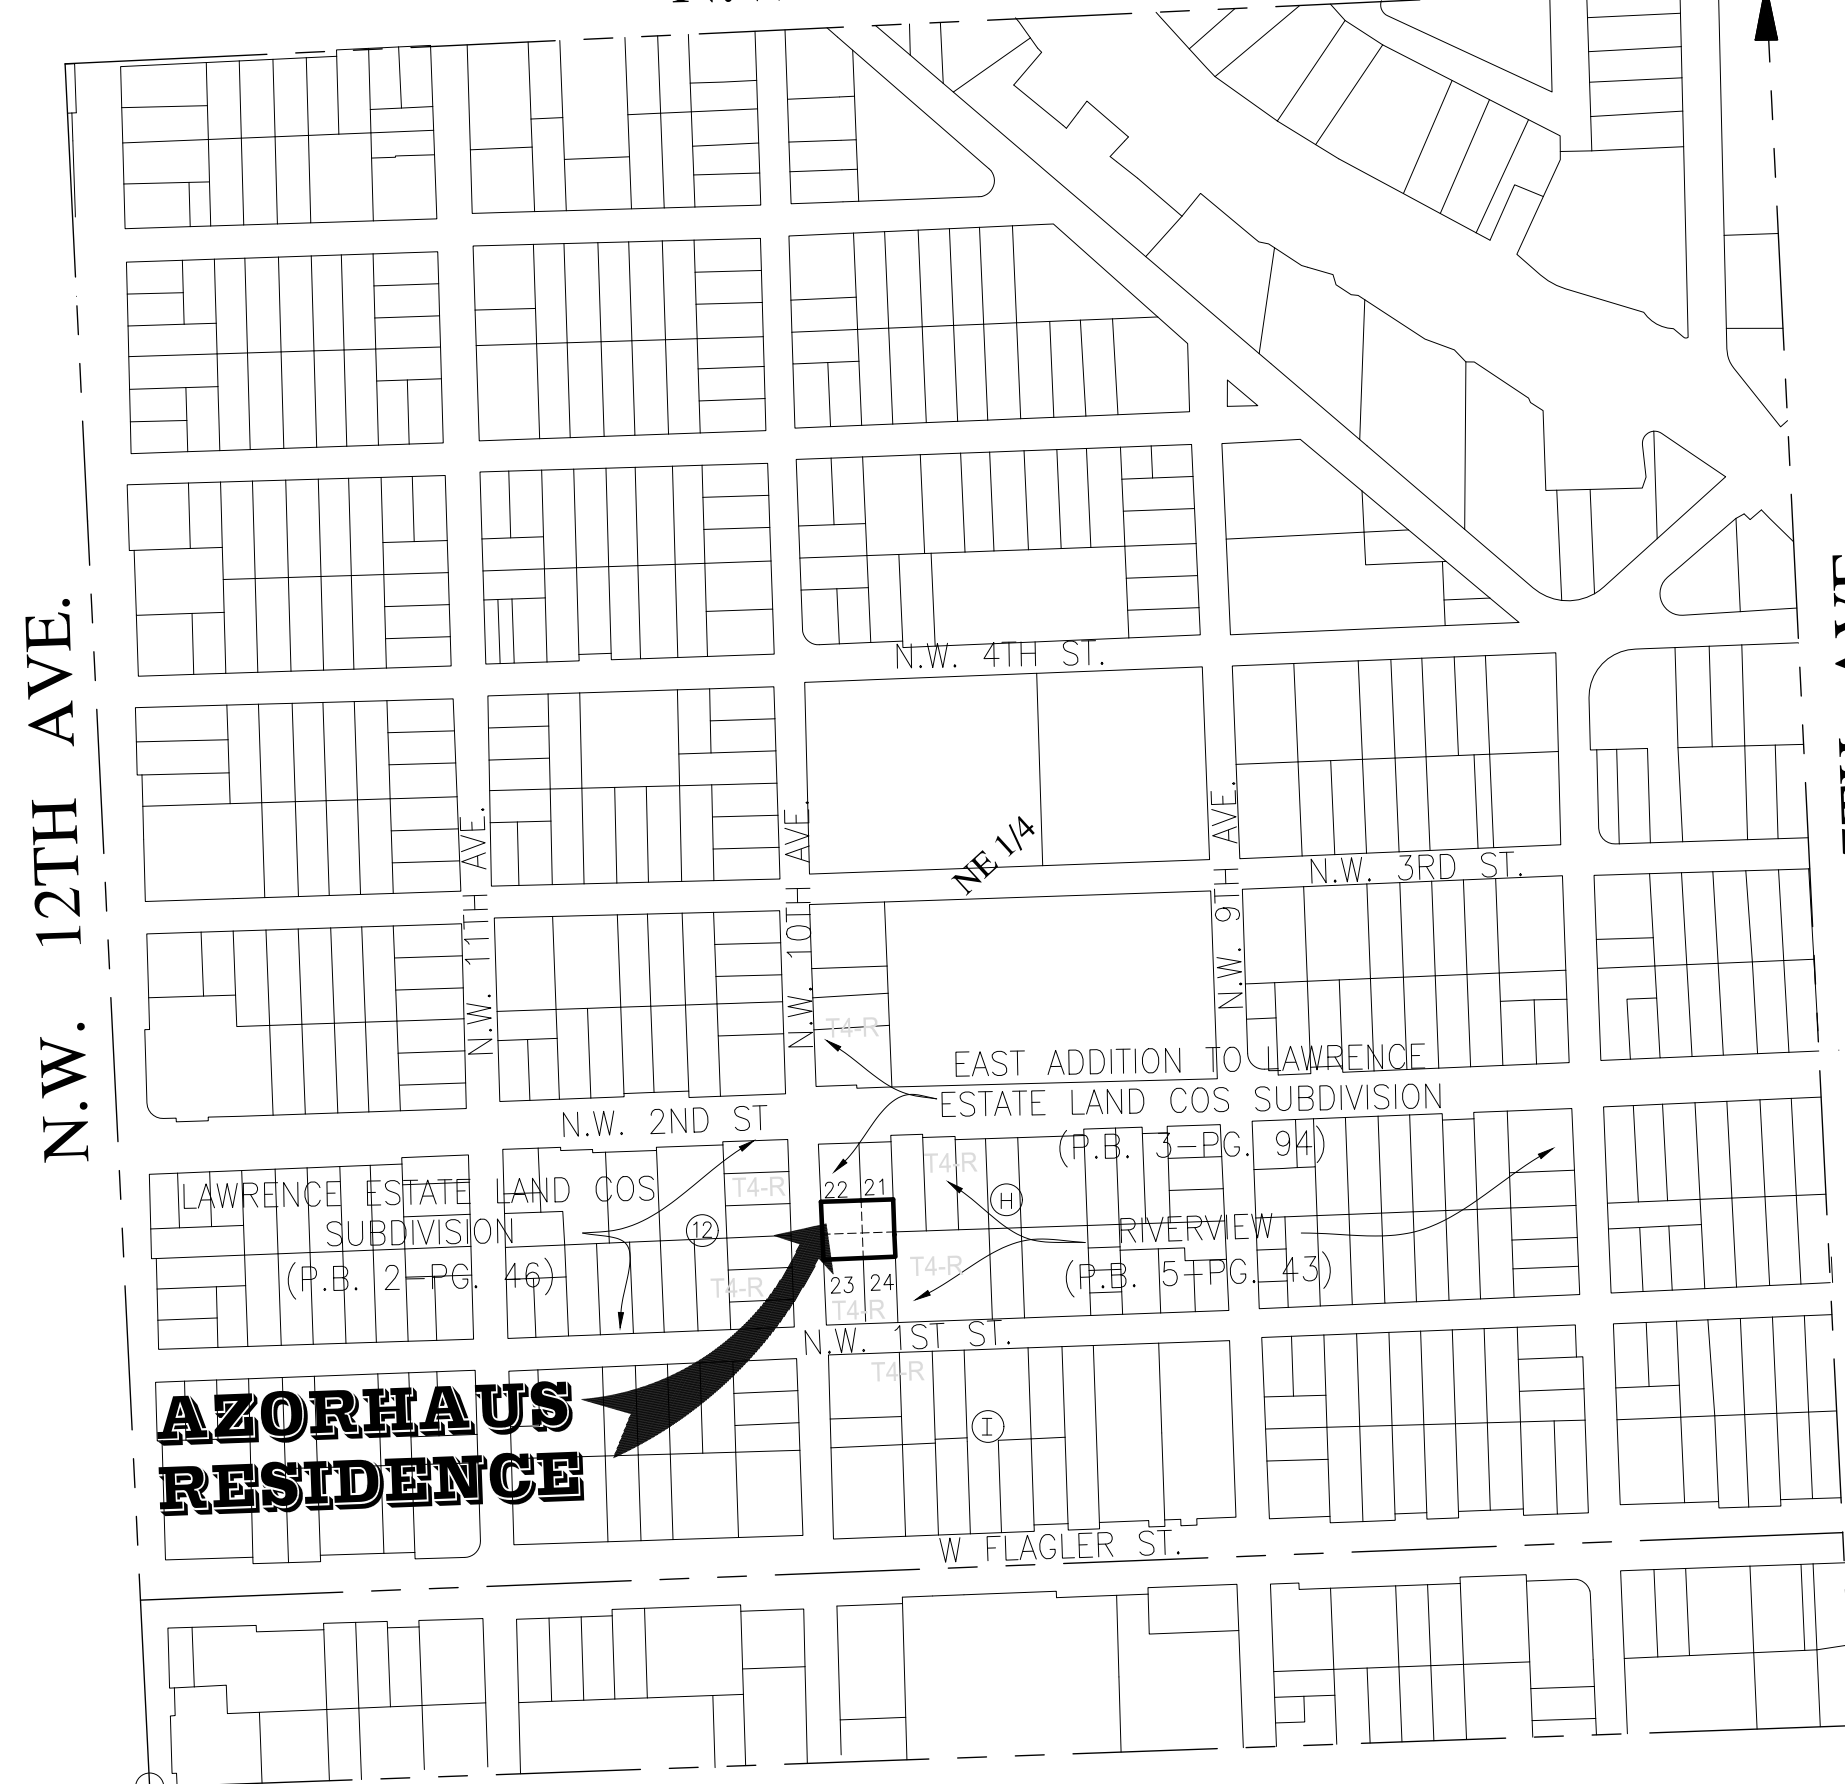 N.W. 12TH AVE.
N.W. 4TH ST.
NE 1/4
N.W. 11TH AVE.
N.W. 10TH AVE.
N.W. 9TH AVE.
N.W. 3RD ST.
T4-R
EAST ADDITION TO LAWRENCE
ESTATE LAND COS SUBDIVISION
(P.B. 3-PG. 94)
N.W. 2ND ST
LAWRENCE ESTATE LAND COS
SUBDIVISION
(P.B. 2-PG. 46)
12
T4-R
T4-R
22 21
23 24
T4-R
T4-R
T4-R
H
RIVERVIEW
(P.B. 5-PG. 43)
N.W. 1ST ST.
T4-R
I
AZORHAUS
RESIDENCE
W FLAGLER ST.